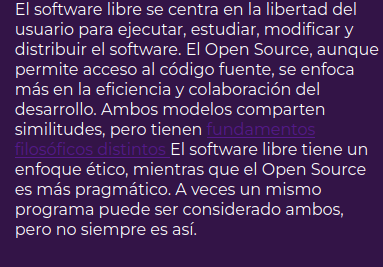 El software libre se centra en la libertad del
usuario para ejecutar, estudiar, modificar y
distribuir el software. El Open Source, aunque
permite acceso al código fuente, se enfoca
más en la eficiencia y colaboración del
desarrollo. Ambos modelos comparten
similitudes, pero tienen fundamentos
filosóficos distintos El software libre tiene un
enfoque ético, mientras que el Open Source
es más pragmático. A veces un mismo
programa puede ser considerado ambos,
pero no siempre es así.